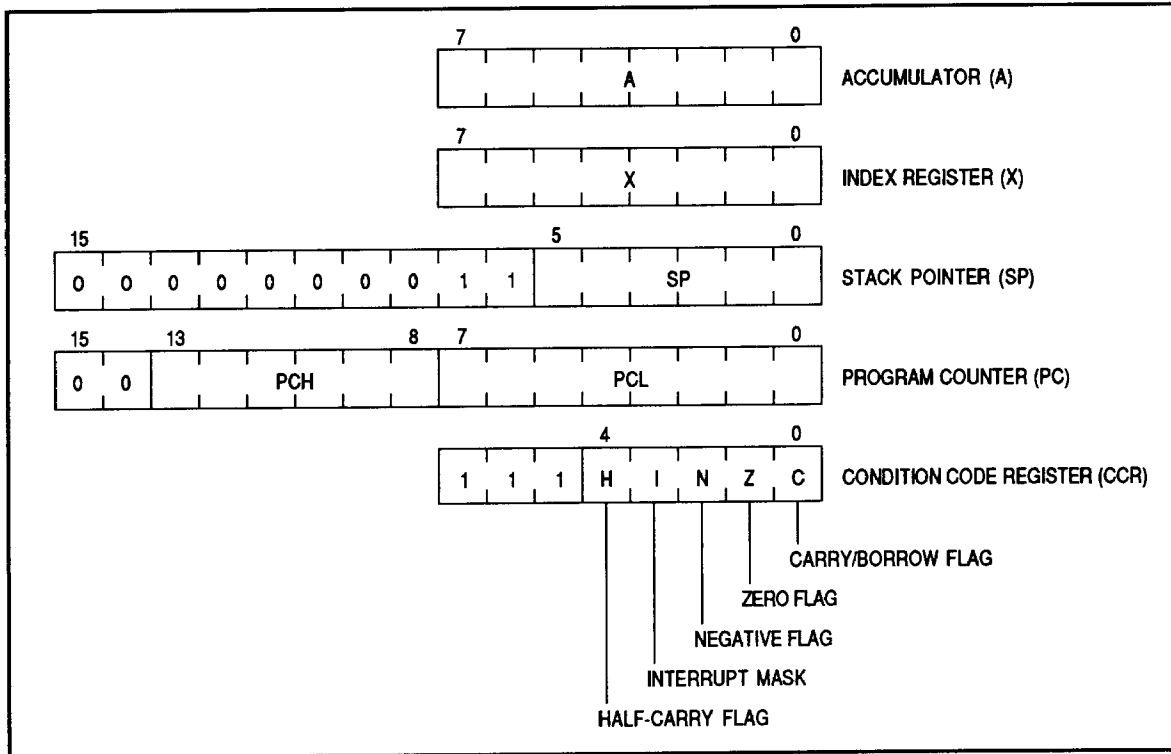 7 0
A ACCUMULATOR (A)
7 0
X INDEX REGISTER (X)
15 5 0
0 0 0 0 0 0 0 0 1 1 SP STACK POINTER (SP)
15 13 8 7 0
0 0 PCH PCL PROGRAM COUNTER (PC)
4 0
1 1 1 H I N Z C CONDITION CODE REGISTER (CCR)
CARRY/BORROW FLAG
ZERO FLAG
NEGATIVE FLAG
INTERRUPT MASK
HALF-CARRY FLAG